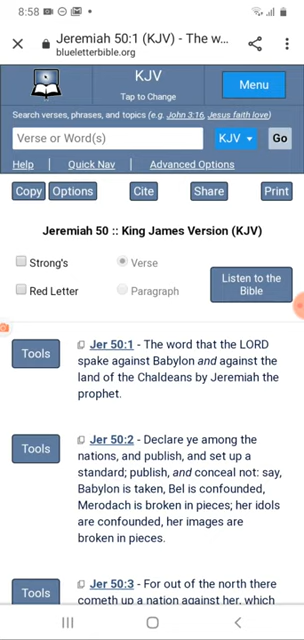 8:58
Jeremiah 50:1 (KJV) - The w...
blueletterbible.org
KJV
Tap to Change
Menu
Search verses, phrases, and topics (e.g. John 3:16, Jesus faith love)
Verse or Word(s)
KJV
Go
Help | Quick Nav | Advanced Options
Copy Options Cite Share Print
Jeremiah 50 :: King James Version (KJV)
Strong's
Verse
Red Letter
Paragraph
Listen to the
Bible
Tools
Jer 50:1 - The word that the LORD
spake against Babylon and against the
land of the Chaldeans by Jeremiah the
prophet.
Tools
Jer 50:2 - Declare ye among the
nations, and publish, and set up a
standard; publish, and conceal not: say,
Babylon is taken, Bel is confounded,
Merodach is broken in pieces; her idols
are confounded, her images are
broken in pieces.
Tools
Jer 50:3 - For out of the north there
cometh up a nation against her, which